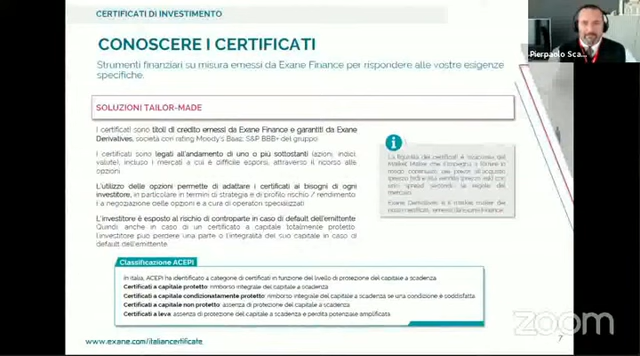 CERTIFICATI DI INVESTIMENTO
CONOSCERE I CERTIFICATI
Strumenti finanziari su misura emessi da Exane Finance per rispondere alle vostre esigenze
specifiche.
SOLUZIONI TAILOR-MADE
I certificati sono titoli di credito emessi da Exane Finance e garantiti da Exane
Derivatives, società con rating Moody's Baa2, S&P BBB+ del gruppo.
I certificati sono legati all'andamento di uno o più sottostanti (azioni, indici,
valute), incluso i mercati a cui è difficile esporsi, attraverso il ricorso alle
opzioni
L'utilizzo delle opzioni permette di adattare i certificati ai bisogni di ogni
investitore, in particolare in termini di strategia e di profilo rischio / rendimento
la negoziazione delle opzioni è a cura di operatori specializzati
L'investitore è esposto al rischio di controparte in caso di default dell'emittente
Quindi anche in caso di un certificato a capitale totalmente protetto
l'investitore può perdere una parte o l'integralità del suo capitale in caso di
default dell'emittente.
i
La liquidità dei certificati è
Classificazione ACEPI
In Italia, ACEPI ha identificato 4 categorie di certificati in funzione del livello di protezione del capitale a scadenza
Certificati a capitale protetto: rimborso integrale del capitale a scadenza
Certificati a capitale condizionatamente protetto: rimborso integrale del capitale a scadenza se una condizione è soddisfatta
Certificati a capitale non protetto: assenza di protezione del capitale a scadenza
Certificati a leva: assenza di protezione del capitale a scadenza e perdita potenziale amplificata
www.exane.com/italiancertificate
7
Pierpaolo Sca...
zoom